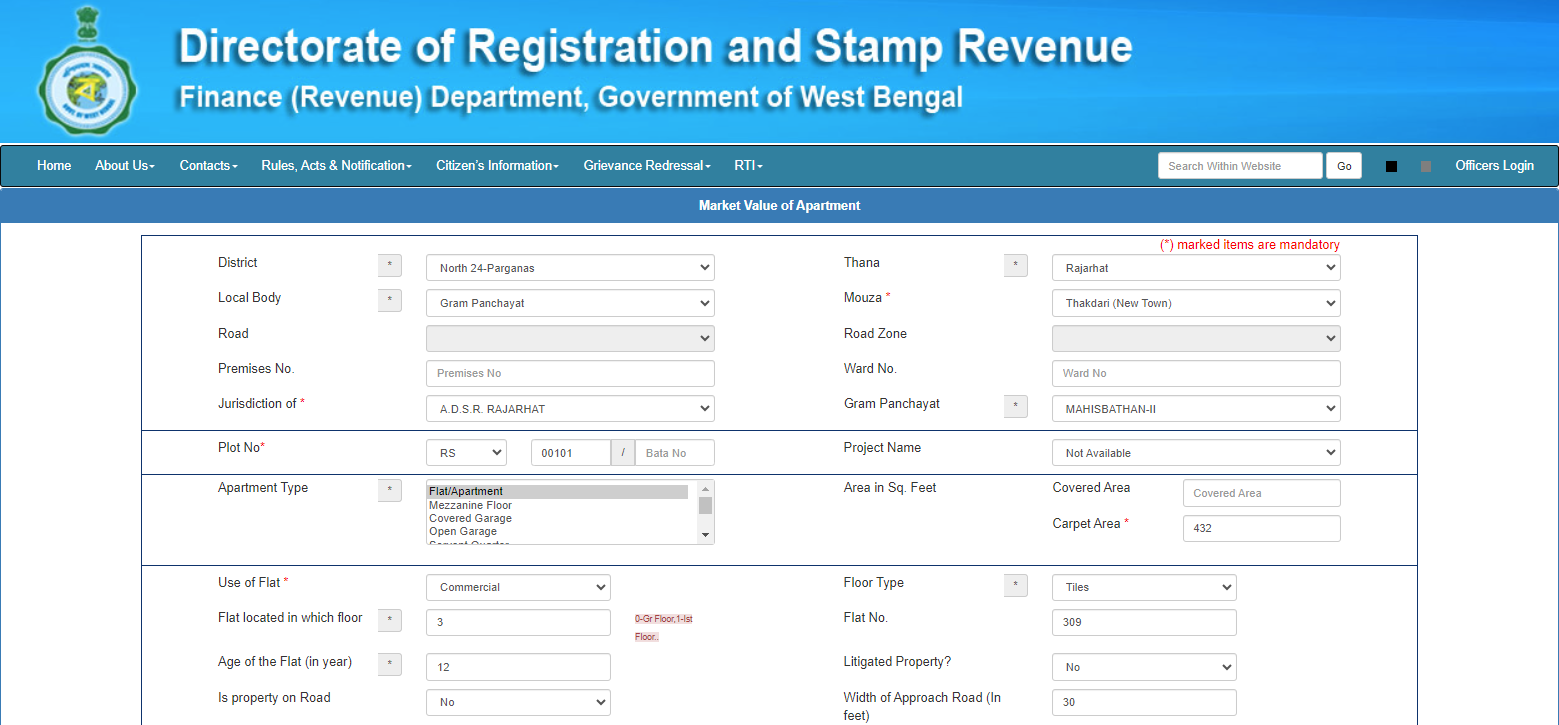 Directorate of Registration and Stamp Revenue
Finance (Revenue) Department, Government of West Bengal
Home About Us Contacts Rules, Acts & Notification Citizen's Information Grievance Redressal RTI Search Within Website Go Officers Login
Market Value of Apartment
(*) marked items are mandatory
District * North 24-Parganas Thana * Rajarhat
Local Body * Gram Panchayat Mouza * Thakdari (New Town)
Road Road Zone
Premises No. Premises No Ward No. Ward No
Jurisdiction of * A.D.S.R. RAJARHAT Gram Panchayat * MAHISBATHAN-II
Plot No* RS 00101 / Bata No Project Name Not Available
Apartment Type * Flat/Apartment Area in Sq. Feet Covered Area Covered Area
Mezzanine Floor
Covered Garage
Open Garage Carpet Area * 432
Servant Quarter
Use of Flat * Commercial Floor Type * Tiles
Flat located in which floor * 3 0-Gr Floor,1-Ist Flat No. 309
Floor..
Age of the Flat (in year) * 12 Litigated Property? No
Is property on Road No Width of Approach Road (In 30
feet)